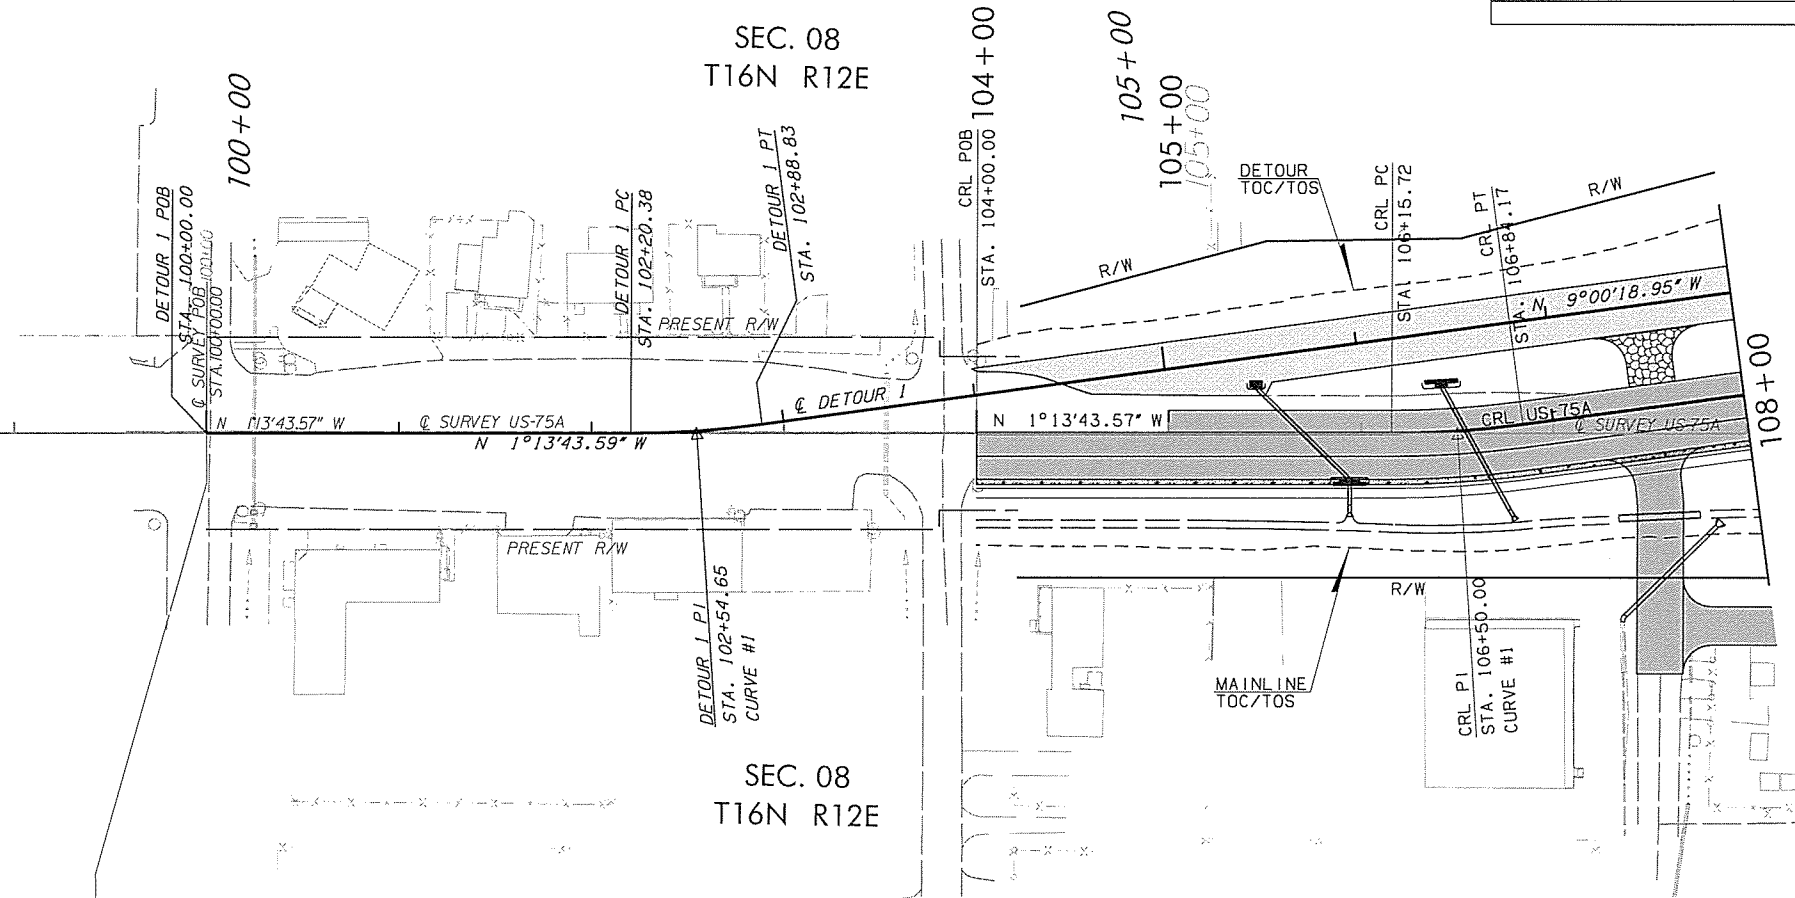 SEC. 08
T16N R12E
100+00
104+00
105+00
105+00
105+00
DETOUR 1 POB
STA. 100+00.00
℄ SURVEY POB 100+00
STA.100+00.00
DETOUR 1 PC
STA. 102+20.38
DETOUR 1 PT
STA. 102+88.83
CRL POB
STA. 104+00.00
DETOUR
TOC/TOS
CRL PC
STA. 106+15.72
CRL PT
STA. 106+84.17
R/W
R/W
N 9°00'18.95" W
PRESENT R/W
℄ DETOUR 1
N 1°13'43.57" W
℄ SURVEY US-75A
N 1°13'43.59" W
N 1°13'43.57" W
CRL US-75A
℄ SURVEY US-75A
108+00
PRESENT R/W
R/W
DETOUR 1 PI
STA. 102+54.65
CURVE #1
MAINLINE
TOC/TOS
CRL PI
STA. 106+50.00
CURVE #1
SEC. 08
T16N R12E